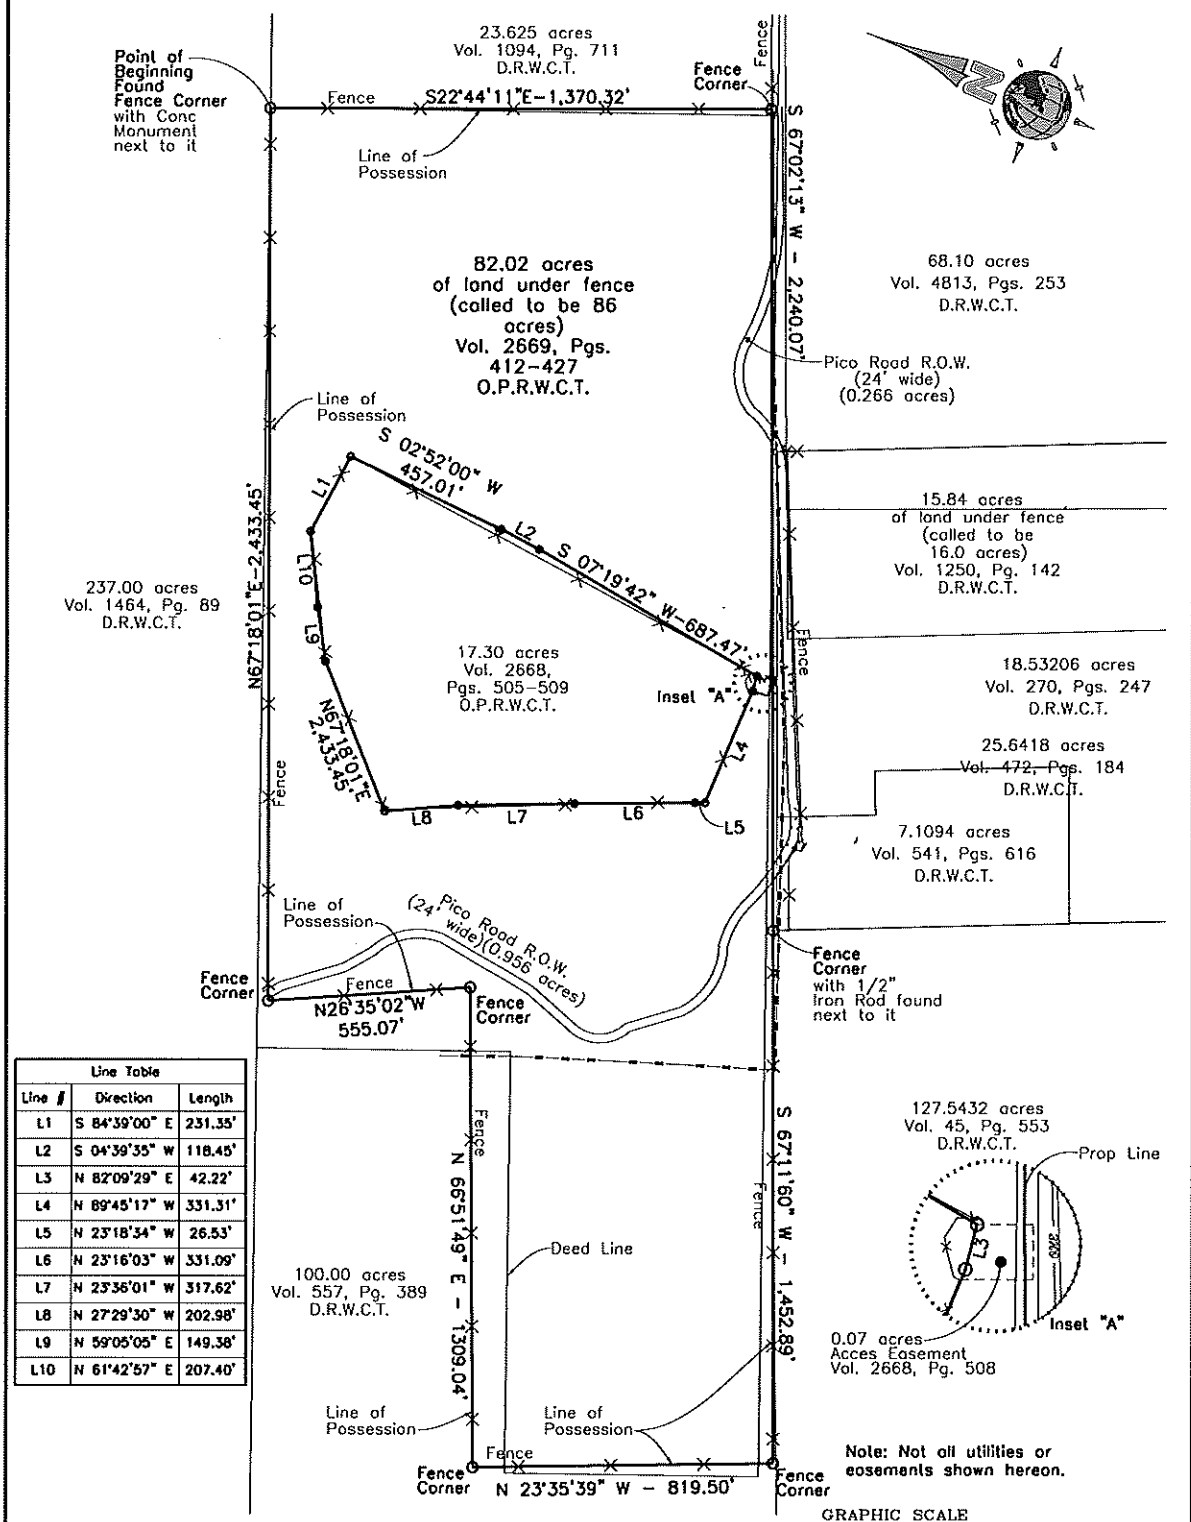 23.625 acres
Vol. 1094, Pg. 711
D.R.W.C.T.
Point of
Beginning
Found
Fence Corner
with Conc
Monument
next to it
Fence
Fence
Corner
Fence
S22°44'11"E-1,370.32'
Line of
Possession
N
S 67°02'13" W - 2,240.07'
82.02 acres
of land under fence
(called to be 86
acres)
Vol. 2669, Pgs.
412-427
O.P.R.W.C.T.
68.10 acres
Vol. 4813, Pgs. 253
D.R.W.C.T.
Pico Road R.O.W.
(24' wide)
(0.266 acres)
Line of
Possession
S 02°52'00" W
457.01'
L1
L2
S 07°19'42" W-687.47'
L10
L9
N67°18'01"E-2,433.45'
237.00 acres
Vol. 1464, Pg. 89
D.R.W.C.T.
15.84 acres
of land under fence
(called to be
16.0 acres)
Vol. 1250, Pg. 142
D.R.W.C.T.
Fence
17.30 acres
Vol. 2668,
Pgs. 505-509
O.P.R.W.C.T.
Inset "A"
18.53206 acres
Vol. 270, Pgs. 247
D.R.W.C.T.
N67°18'01"E
2,433.45'
L4
25.6418 acres
Vol. 472, Pgs. 184
D.R.W.C.T.
Fence
L8
L7
L6
L5
7.1094 acres
Vol. 541, Pgs. 616
D.R.W.C.T.
Line of
Possession
Pico Road R.O.W.
(24' wide)(0.956 acres)
Fence
Corner
Fence
N26°35'02"W
555.07'
Fence
Corner
Fence
Corner
with 1/2"
Iron Rod found
next to it
Line Table
Line # Direction Length
L1 S 84°39'00" E 231.35'
L2 S 04°39'35" W 118.45'
L3 N 82°09'29" E 42.22'
L4 N 89°45'17" W 331.31'
L5 N 23°18'34" W 26.53'
L6 N 23°16'03" W 331.09'
L7 N 23°36'01" W 317.62'
L8 N 27°29'30" W 202.98'
L9 N 59°05'05" E 149.38'
L10 N 61°42'57" E 207.40'
Fence
N 66°51'49" E - 1309.04'
Fence
S 67°11'60" W - 1,452.89'
127.5432 acres
Vol. 45, Pg. 553
D.R.W.C.T.
Prop Line
L3
Inset "A"
0.07 acres
Acces Easement
Vol. 2668, Pg. 508
Deed Line
100.00 acres
Vol. 557, Pg. 389
D.R.W.C.T.
Line of
Possession
Line of
Possession
Fence
Fence
Corner
N 23°35'39" W - 819.50'
Fence
Corner
Note: Not all utilities or
easements shown hereon.
GRAPHIC SCALE